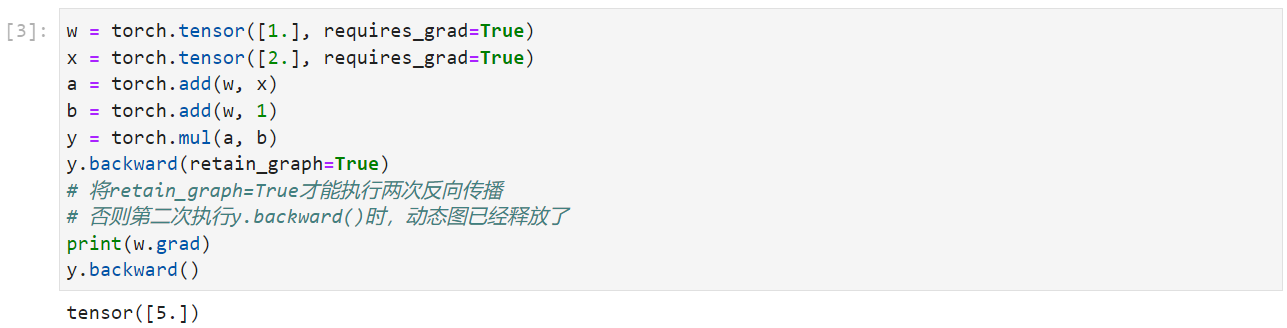 [3]: w = torch.tensor([1.], requires_grad=True)
x = torch.tensor([2.], requires_grad=True)
a = torch.add(w, x)
b = torch.add(w, 1)
y = torch.mul(a, b)
y.backward(retain_graph=True)
# 将retain_graph=True才能执行两次反向传播
# 否则第二次执行y.backward()时，动态图已经释放了
print(w.grad)
y.backward()
tensor([5.])